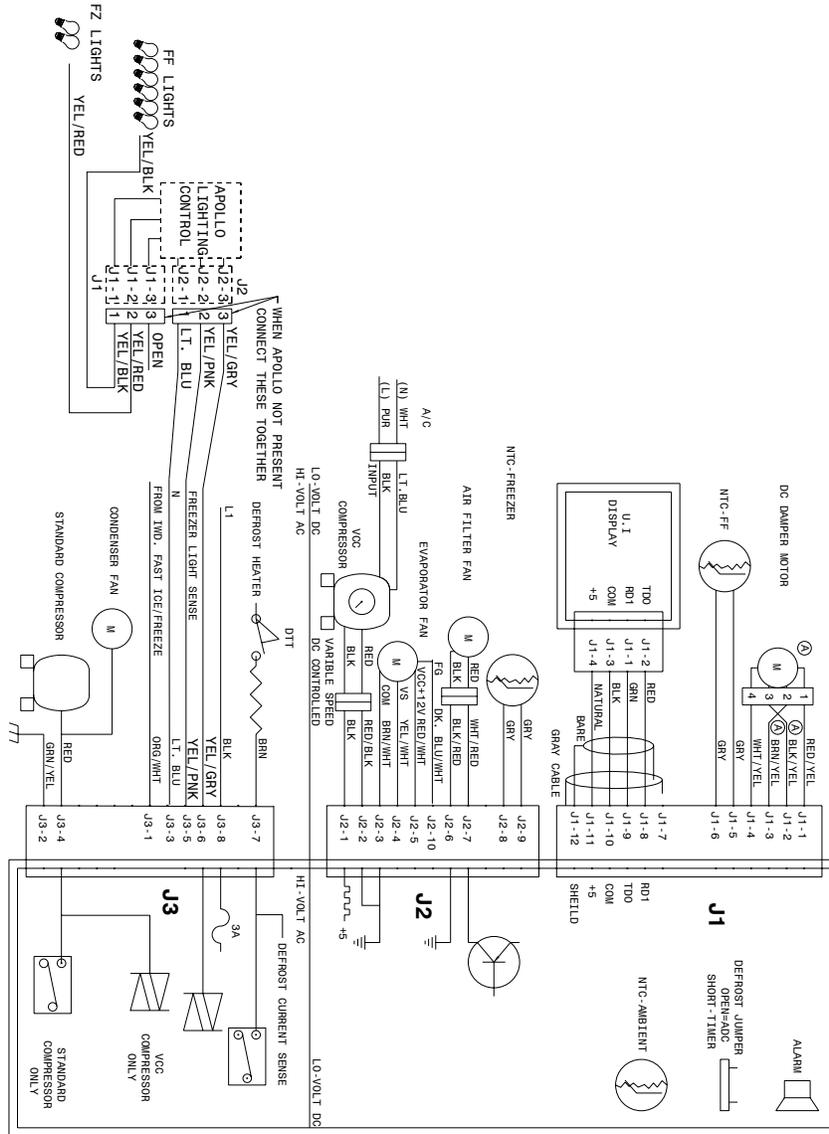 FZ LIGHTS
YEL/RED
FF LIGHTS
YEL/BLK
APOLLO
LIGHTING
CONTROL
J2
J2-3
J2-2
J2-1
J1-3
J1-2
J1-1
J1
3
2
1
3
2
1
WHEN APOLLO NOT PRESENT
CONNECT THESE TOGETHER
YEL/GRY
YEL/PNK
LT. BLU
OPEN
YEL/RED
YEL/BLK
DC DAMPER MOTOR
A
M
1
2
3
4
A
A
RED/YEL
BLK/YEL
BRN/YEL
WHT/YEL
J1-1
J1-2
J1-3
J1-4
NTC-FF
GRY
GRY
J1-5
J1-6
U.I
DISPLAY
TDO
RD1
COM
+5
J1-2
J1-1
J1-3
J1-4
RED
GRN
BLK
NATURAL
BARE
GRAY CABLE
J1-7
J1-8
J1-9
J1-10
J1-11
J1-12
RD1
TDO
COM
+5
SHEILD
J1
ALARM
DEFROST JUMPER
OPEN=ADC
SHORT-TIMER
NTC-AMBIENT
NTC-FREEZER
GRY
GRY
J2-9
J2-8
AIR FILTER FAN
M
RED
BLK
WHT/RED
BLK/RED
J2-7
J2-6
EVAPORATOR FAN
M
FG
DK. BLU/WHT
VCC+12V
RED/WHT
VS
YEL/WHT
COM
BRN/WHT
J2-10
J2-5
J2-4
J2-3
J2-2
J2-1
A/C
(N) WHT
(L) PUR
INPUT
LT.BLU
BLK
VCC
COMPRESSOR
RED
BLK
RED/BLK
BLK
VARIBLE SPEED
DC CONTROLLED
J2
+5
LO-VOLT DC
HI-VOLT AC
HI-VOLT AC
LO-VOLT DC
DEFROST HEATER
DTT
BRN
J3-7
L1
BLK
J3-8
FREEZER LIGHT SENSE
YEL/GRY
J3-6
YEL/PNK
J3-5
N
LT. BLU
J3-3
FROM IWD. FAST ICE/FREEZE
ORG/WHT
J3-1
CONDENSER FAN
M
STANDARD COMPRESSOR
RED
GRN/YEL
J3-4
J3-2
J3
3A
DEFROST CURRENT SENSE
VCC
COMPRESSOR
ONLY
STANDARD
COMPRESSOR
ONLY